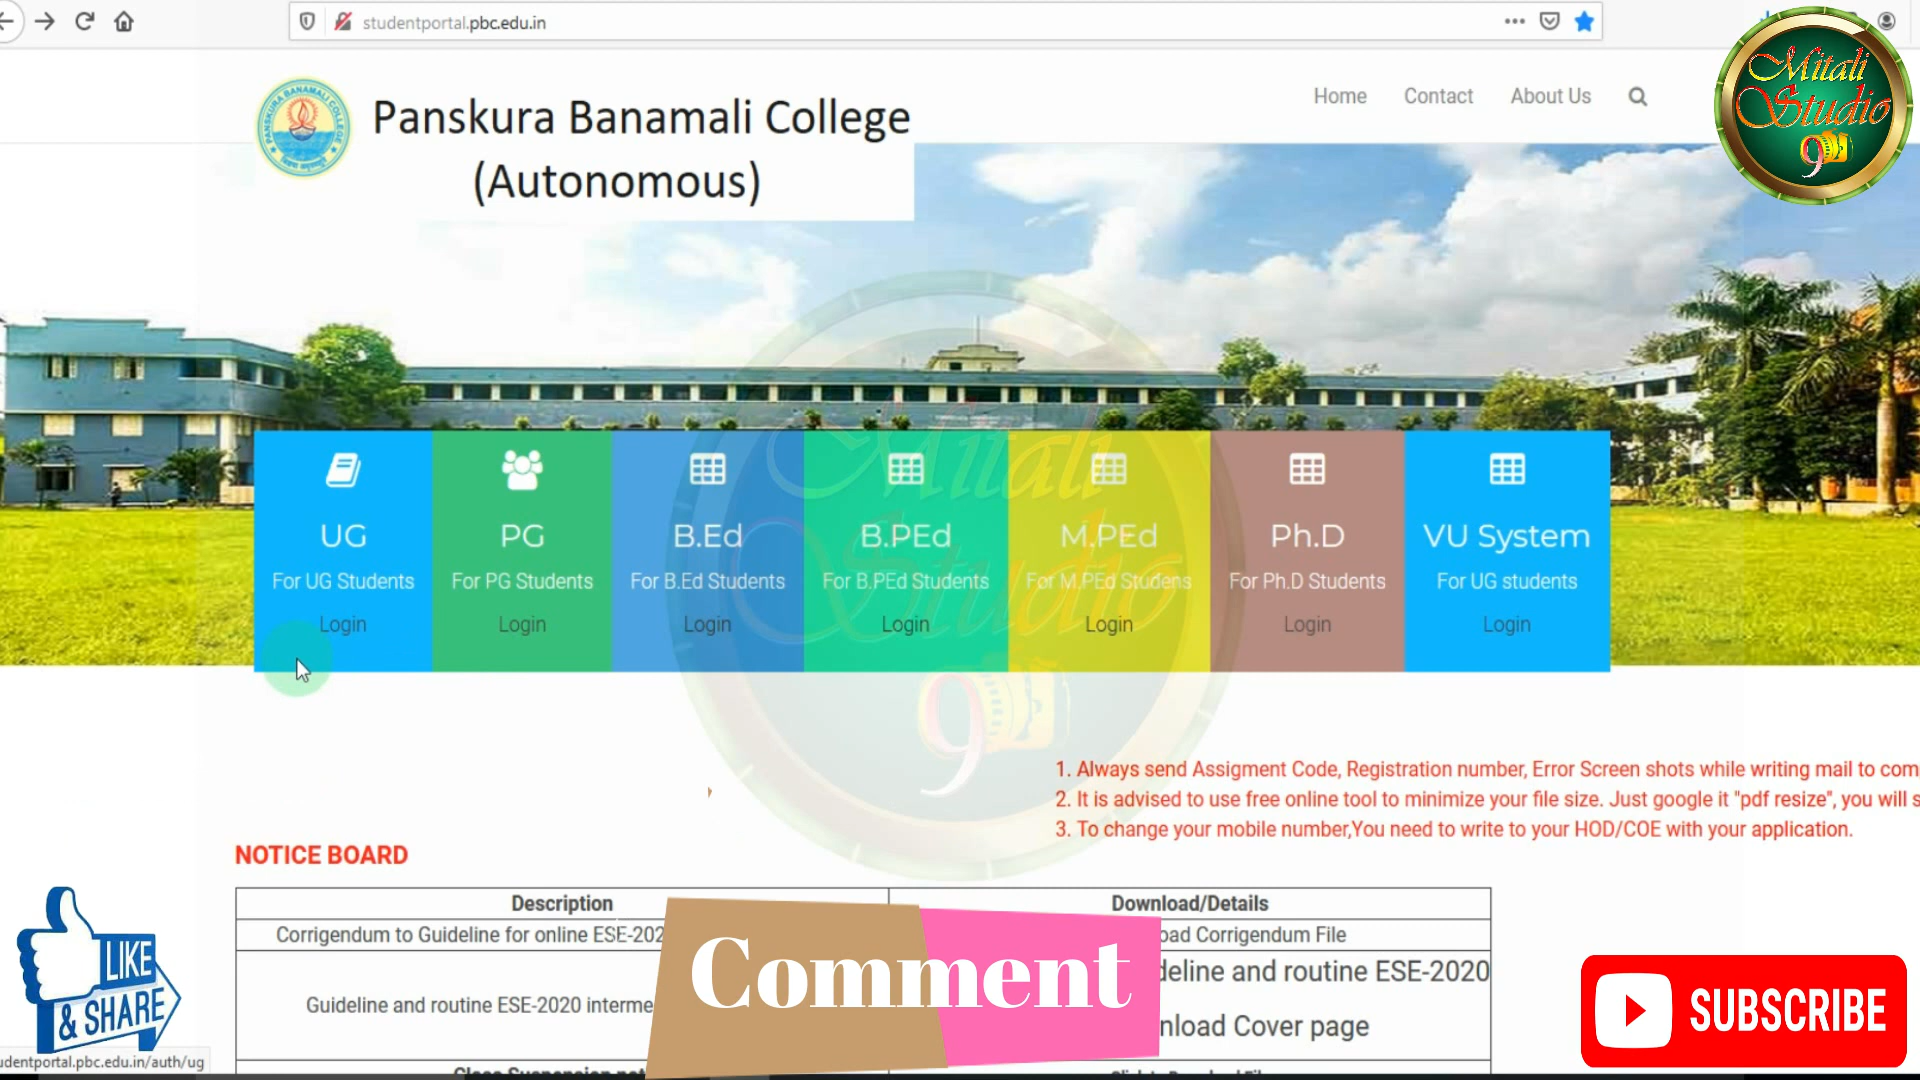 studentportal.pbc.edu.in
Mitali
Studio
9
PANSKURA BANAMALI COLLEGE
Panskura Banamali College
(Autonomous)
Home
Contact
About Us
UG
For UG Students
Login
PG
For PG Students
Login
B.Ed
For B.Ed Students
Login
B.PEd
For B.PEd Students
Login
M.PEd
For M.PEd Studens
Login
Ph.D
For Ph.D Students
Login
VU System
For UG students
Login
Mitali
Studio
9
1. Always send Assigment Code, Registration number, Error Screen shots while writing mail to com
2. It is advised to use free online tool to minimize your file size. Just google it "pdf resize", you will s
3. To change your mobile number,You need to write to your HOD/COE with your application.
NOTICE BOARD
Description
Download/Details
Corrigendum to Guideline for online ESE-202
oad Corrigendum File
Guideline and routine ESE-2020 interme
deline and routine ESE-2020
nload Cover page
Comment
LIKE
& SHARE
SUBSCRIBE
udentportal.pbc.edu.in/auth/ug